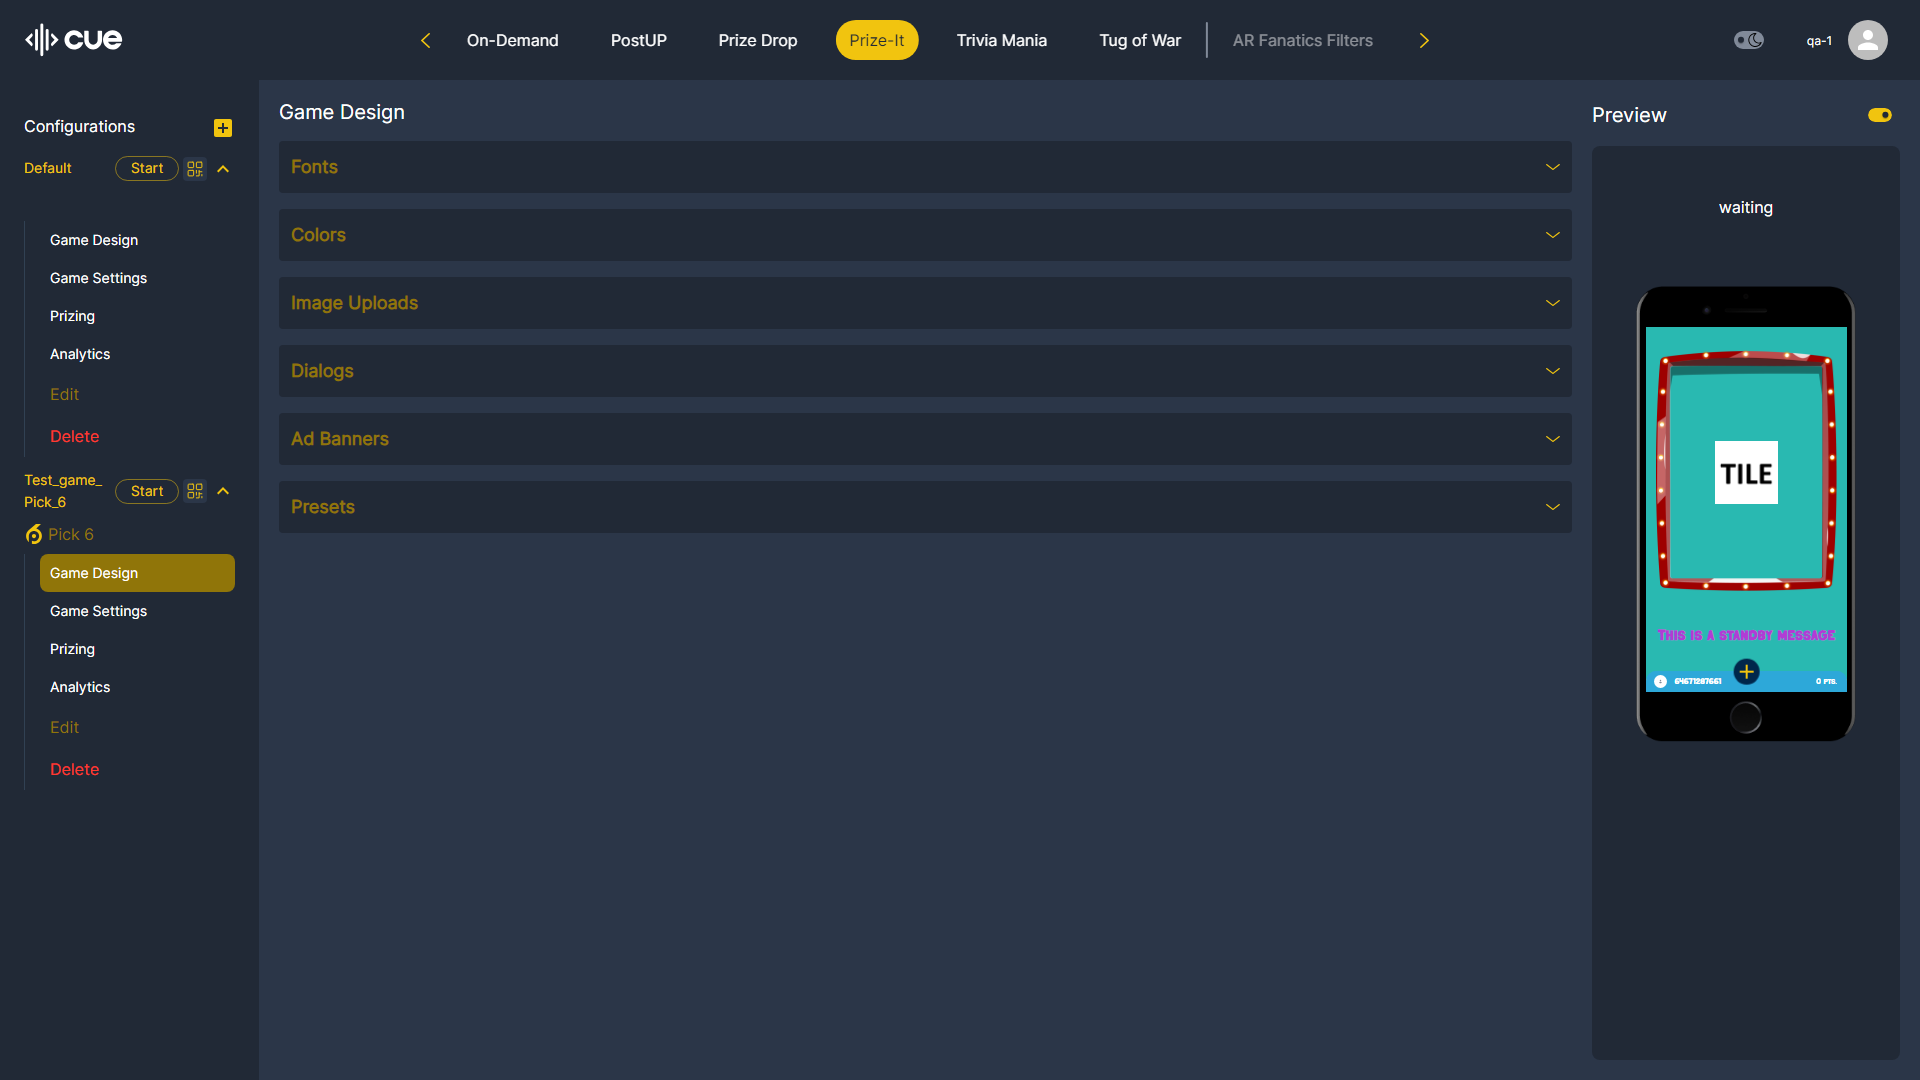 cue
On-Demand
PostUP
Prize Drop
Prize-It
Trivia Mania
Tug of War
AR Fanatics Filters
qa-1
Configurations
Default
Start
Game Design
Game Settings
Prizing
Analytics
Edit
Delete
Test_game_
Pick_6
Start
Pick 6
Game Design
Game Settings
Prizing
Analytics
Edit
Delete
Game Design
Fonts
Colors
Image Uploads
Dialogs
Ad Banners
Presets
Preview
waiting
TILE
THIS IS A STANDBY MESSAGE
0 PTS.